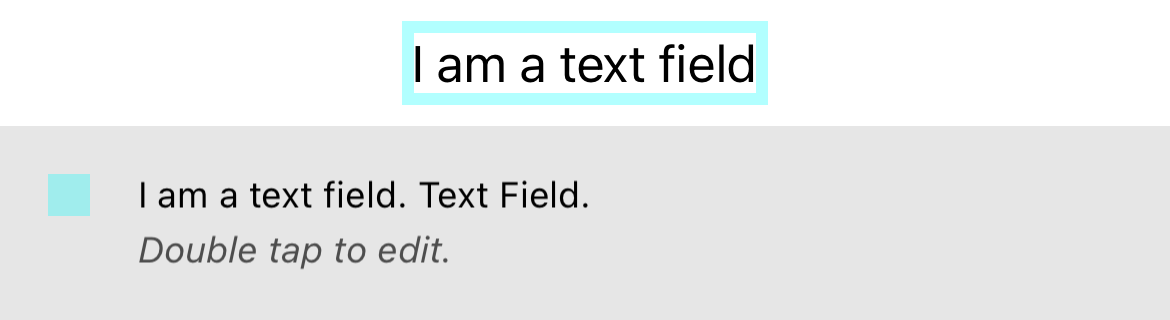 I am a text field
I am a text field. Text Field.
Double tap to edit.